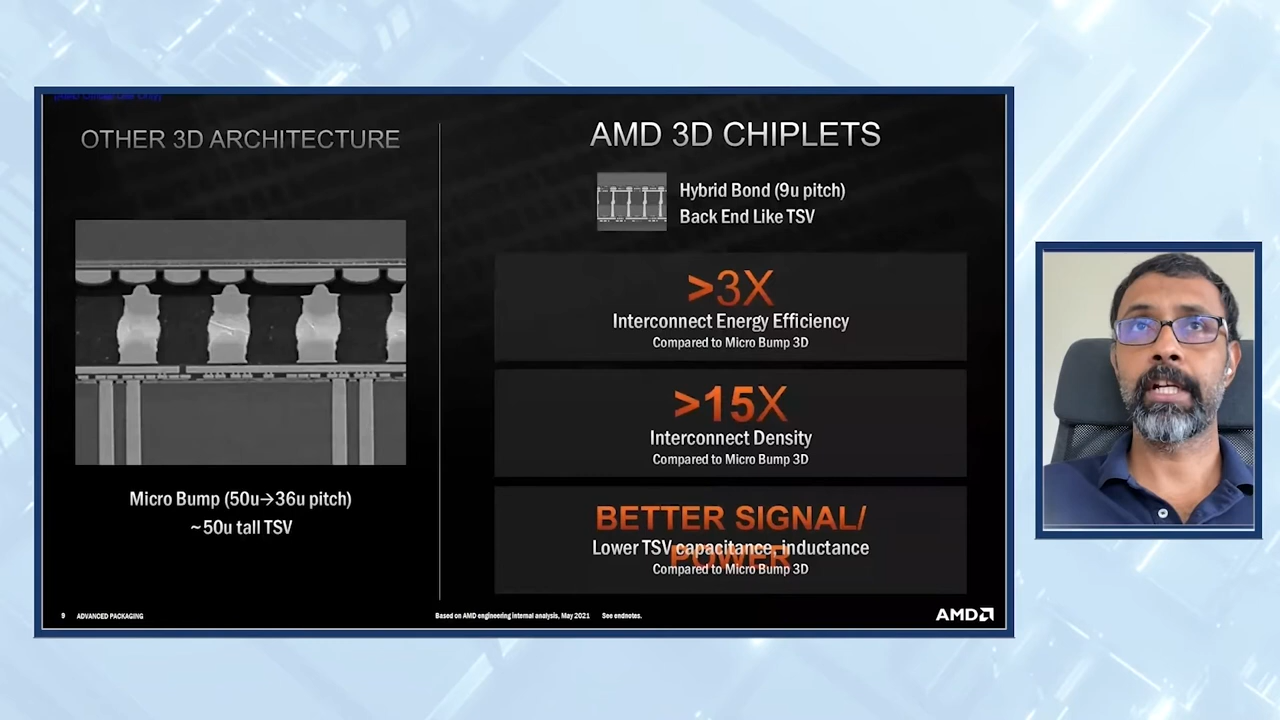 OTHER 3D ARCHITECTURE
Micro Bump (50u→36u pitch)
~50u tall TSV
AMD 3D CHIPLETS
Hybrid Bond (9u pitch)
Back End Like TSV
>3X
Interconnect Energy Efficiency
Compared to Micro Bump 3D
>15X
Interconnect Density
Compared to Micro Bump 3D
BETTER SIGNAL/
POWER
Lower TSV capacitance, inductance
Compared to Micro Bump 3D
9 ADVANCED PACKAGING
Based on AMD engineering internal analysis, May 2021 See endnotes.
AMD